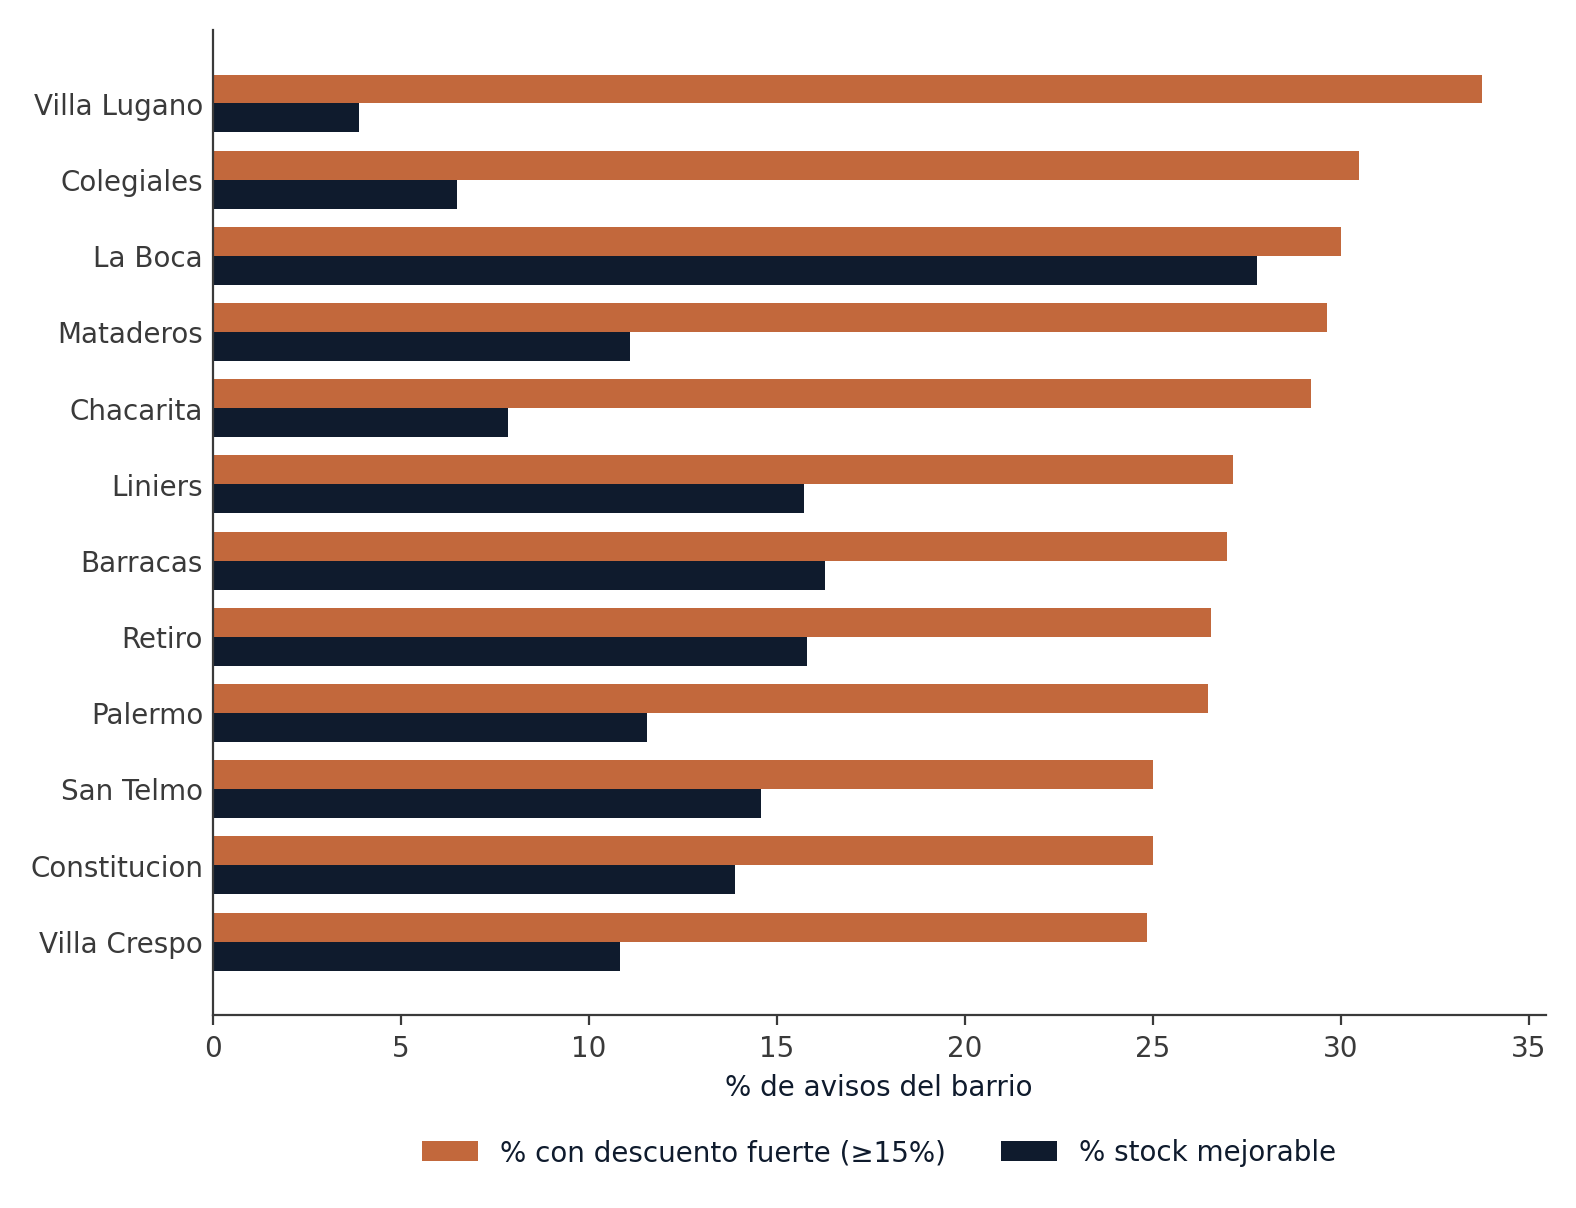 Villa Lugano
Colegiales
La Boca
Mataderos
Chacarita
Liniers
Barracas
Retiro
Palermo
San Telmo
Constitucion
Villa Crespo
0 5 10 15 20 25 30 35
% de avisos del barrio
% con descuento fuerte (≥15%) % stock mejorable